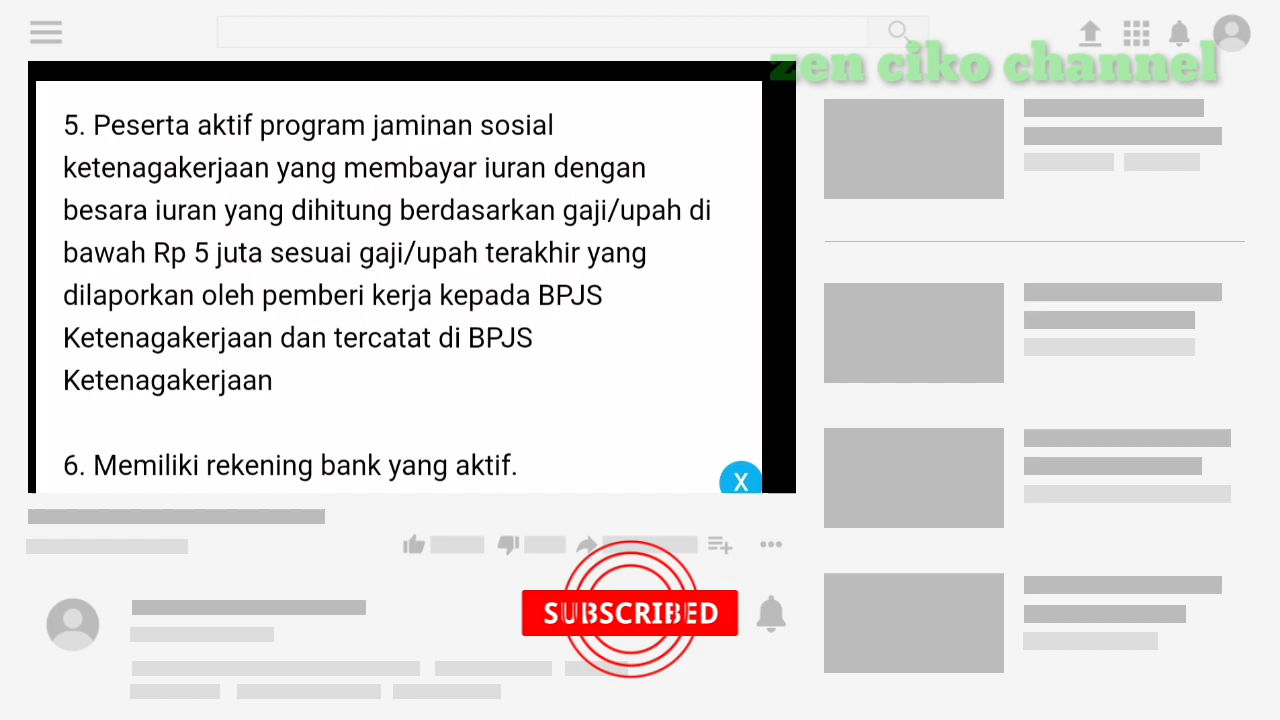 zen ciko channel
5. Peserta aktif program jaminan sosial
ketenagakerjaan yang membayar iuran dengan
besara iuran yang dihitung berdasarkan gaji/upah di
bawah Rp 5 juta sesuai gaji/upah terakhir yang
dilaporkan oleh pemberi kerja kepada BPJS
Ketenagakerjaan dan tercatat di BPJS
Ketenagakerjaan
6. Memiliki rekening bank yang aktif.
X
SUBSCRIBED